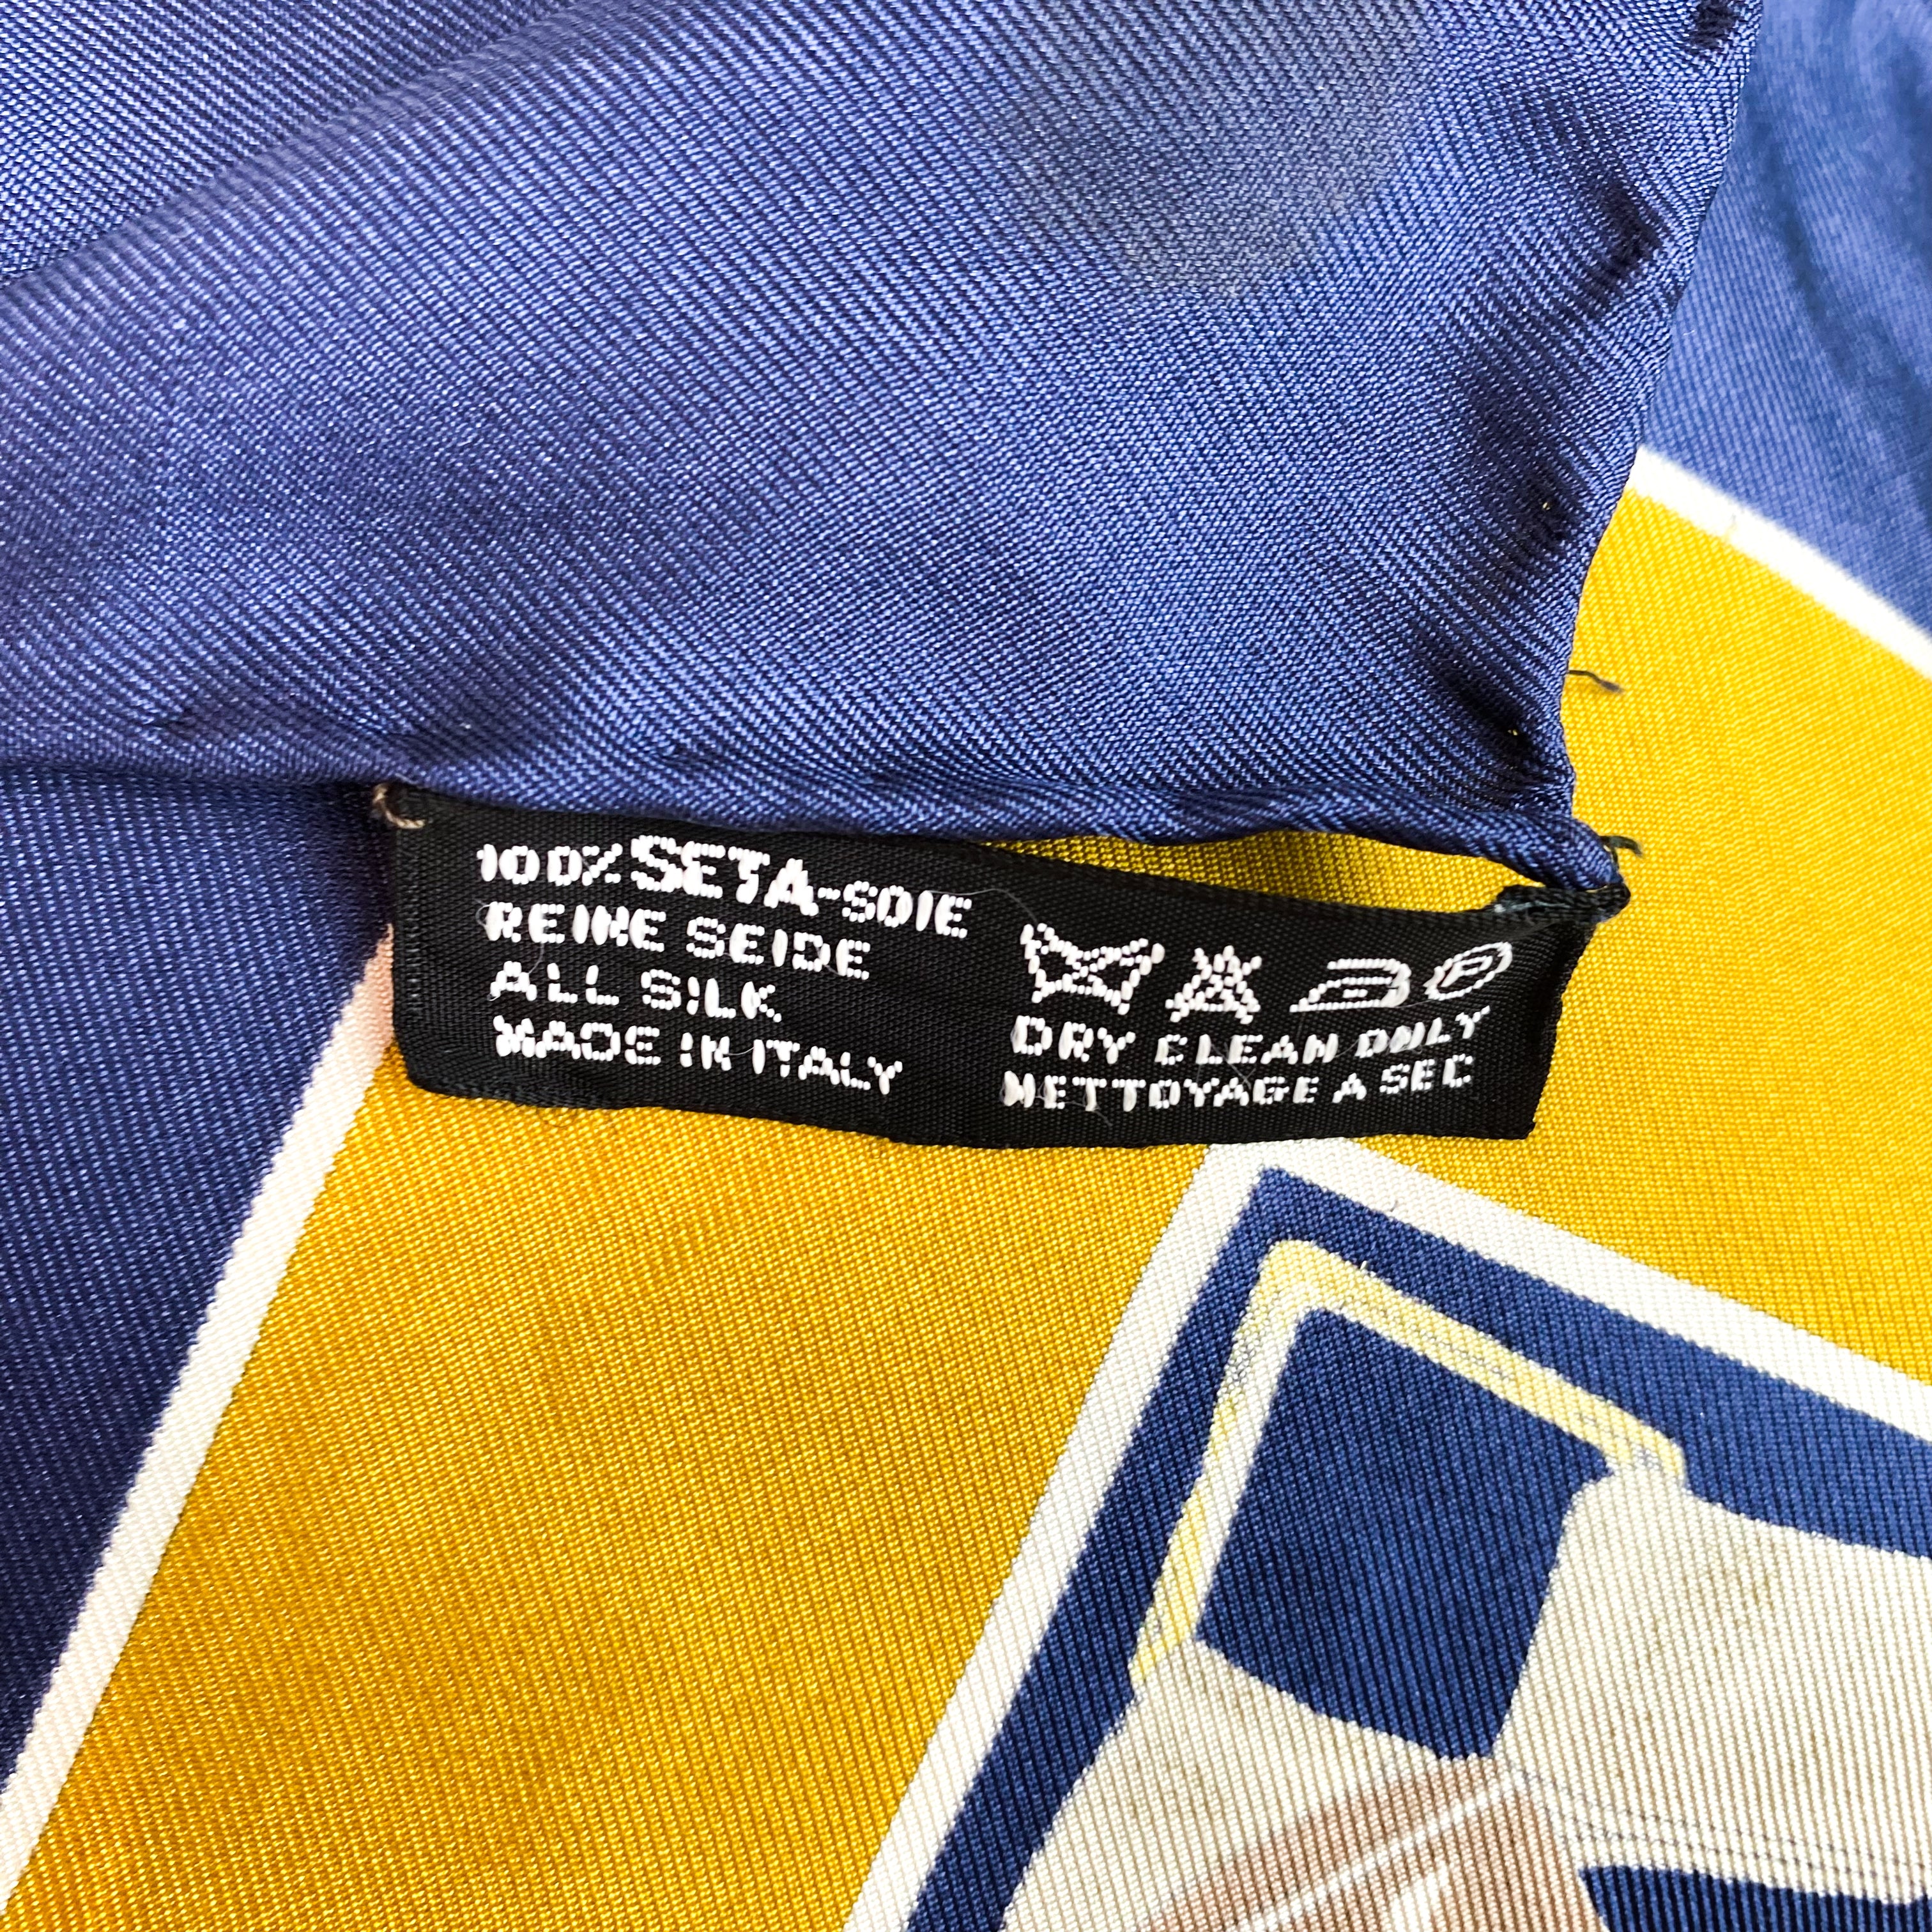 100% SETA-SOIE
REINE SEIDE
ALL SILK
MADE IN ITALY
P
DRY CLEAN ONLY
NETTOYAGE A SEC